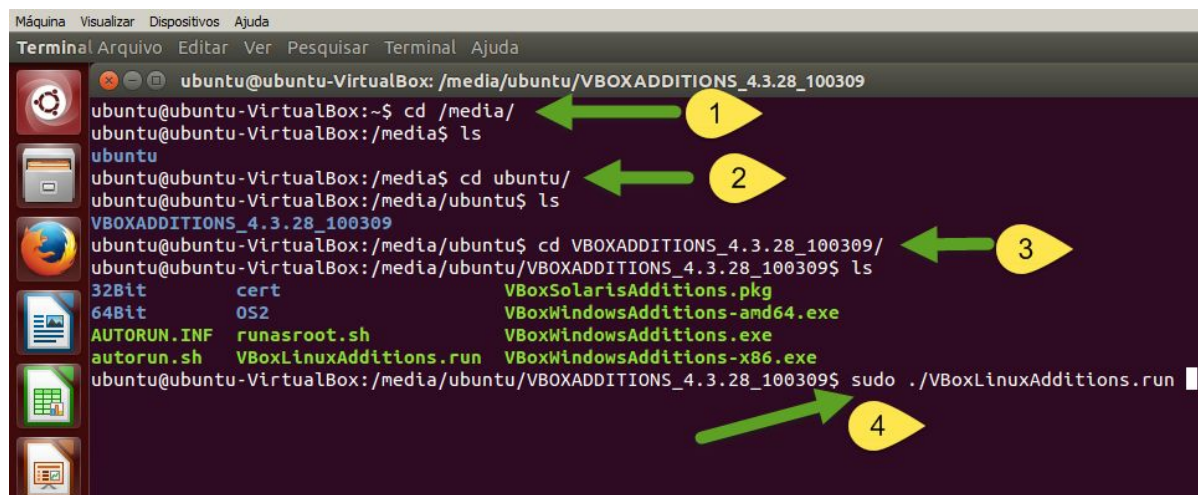 Máquina Visualizar Dispositivos Ajuda
Terminal Arquivo Editar Ver Pesquisar Terminal Ajuda
ubuntu@ubuntu-VirtualBox: /media/ubuntu/VBOXADDITIONS_4.3.28_100309
ubuntu@ubuntu-VirtualBox:~$ cd /media/ 1
ubuntu@ubuntu-VirtualBox:/media$ ls
ubuntu
ubuntu@ubuntu-VirtualBox:/media$ cd ubuntu/ 2
ubuntu@ubuntu-VirtualBox:/media/ubuntu$ ls
VBOXADDITIONS_4.3.28_100309
ubuntu@ubuntu-VirtualBox:/media/ubuntu$ cd VBOXADDITIONS_4.3.28_100309/ 3
ubuntu@ubuntu-VirtualBox:/media/ubuntu/VBOXADDITIONS_4.3.28_100309$ ls
32Bit cert VBoxSolarisAdditions.pkg
64Bit OS2 VBoxWindowsAdditions-amd64.exe
AUTORUN.INF runasroot.sh VBoxWindowsAdditions.exe
autorun.sh VBoxLinuxAdditions.run VBoxWindowsAdditions-x86.exe
ubuntu@ubuntu-VirtualBox:/media/ubuntu/VBOXADDITIONS_4.3.28_100309$ sudo ./VBoxLinuxAdditions.run
4